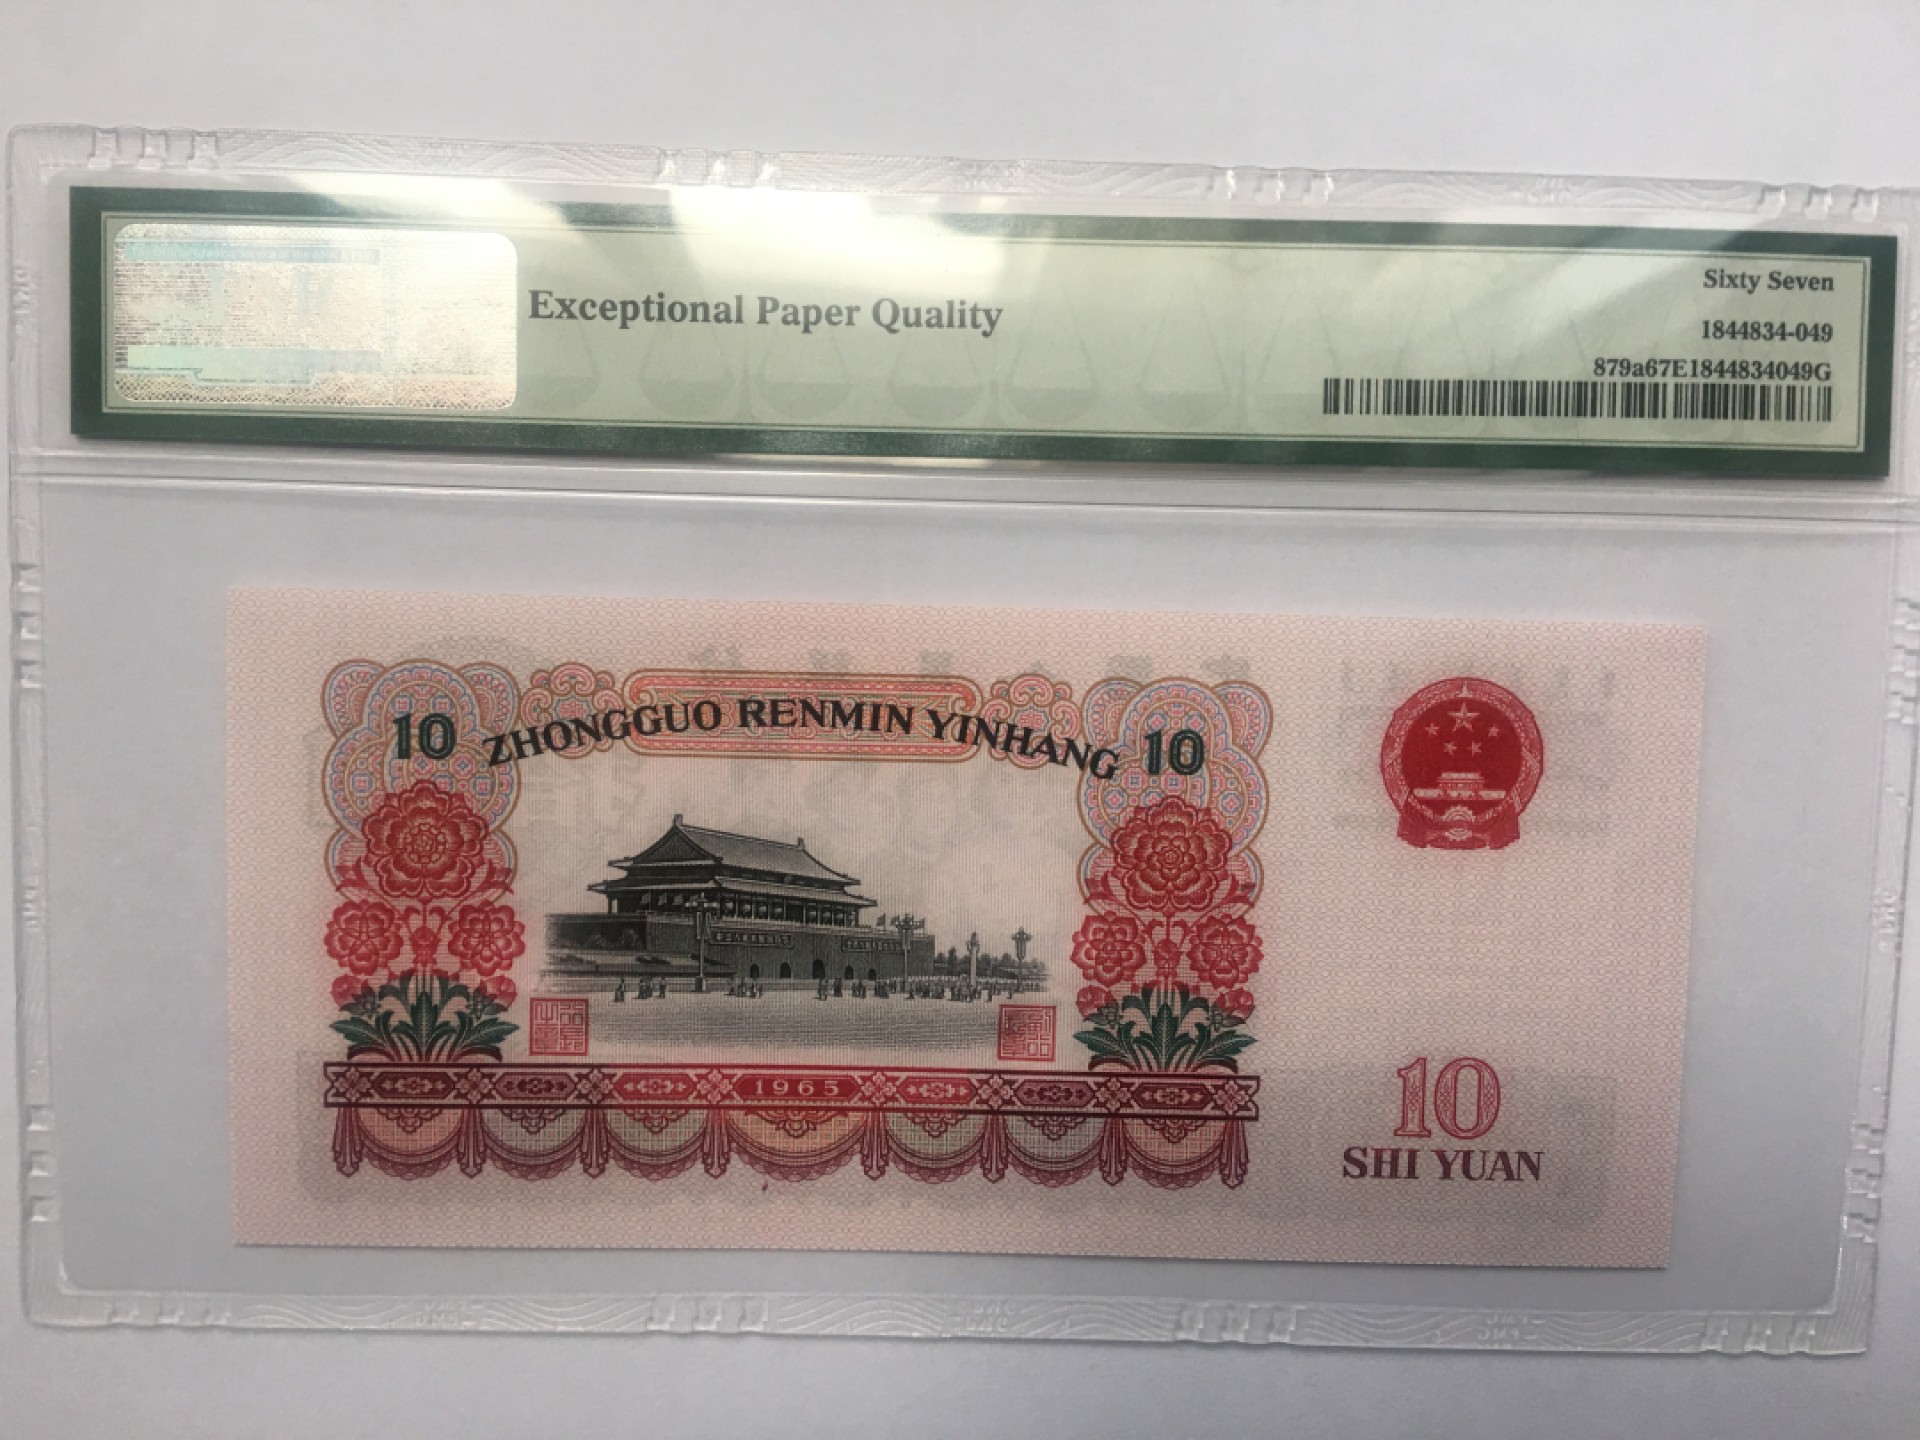 Exceptional Paper Quality
Sixty Seven
1844834-049
879a67E1844834049G
10 ZHONGGUO RENMIN YINHANG 10
1965
10
SHI YUAN